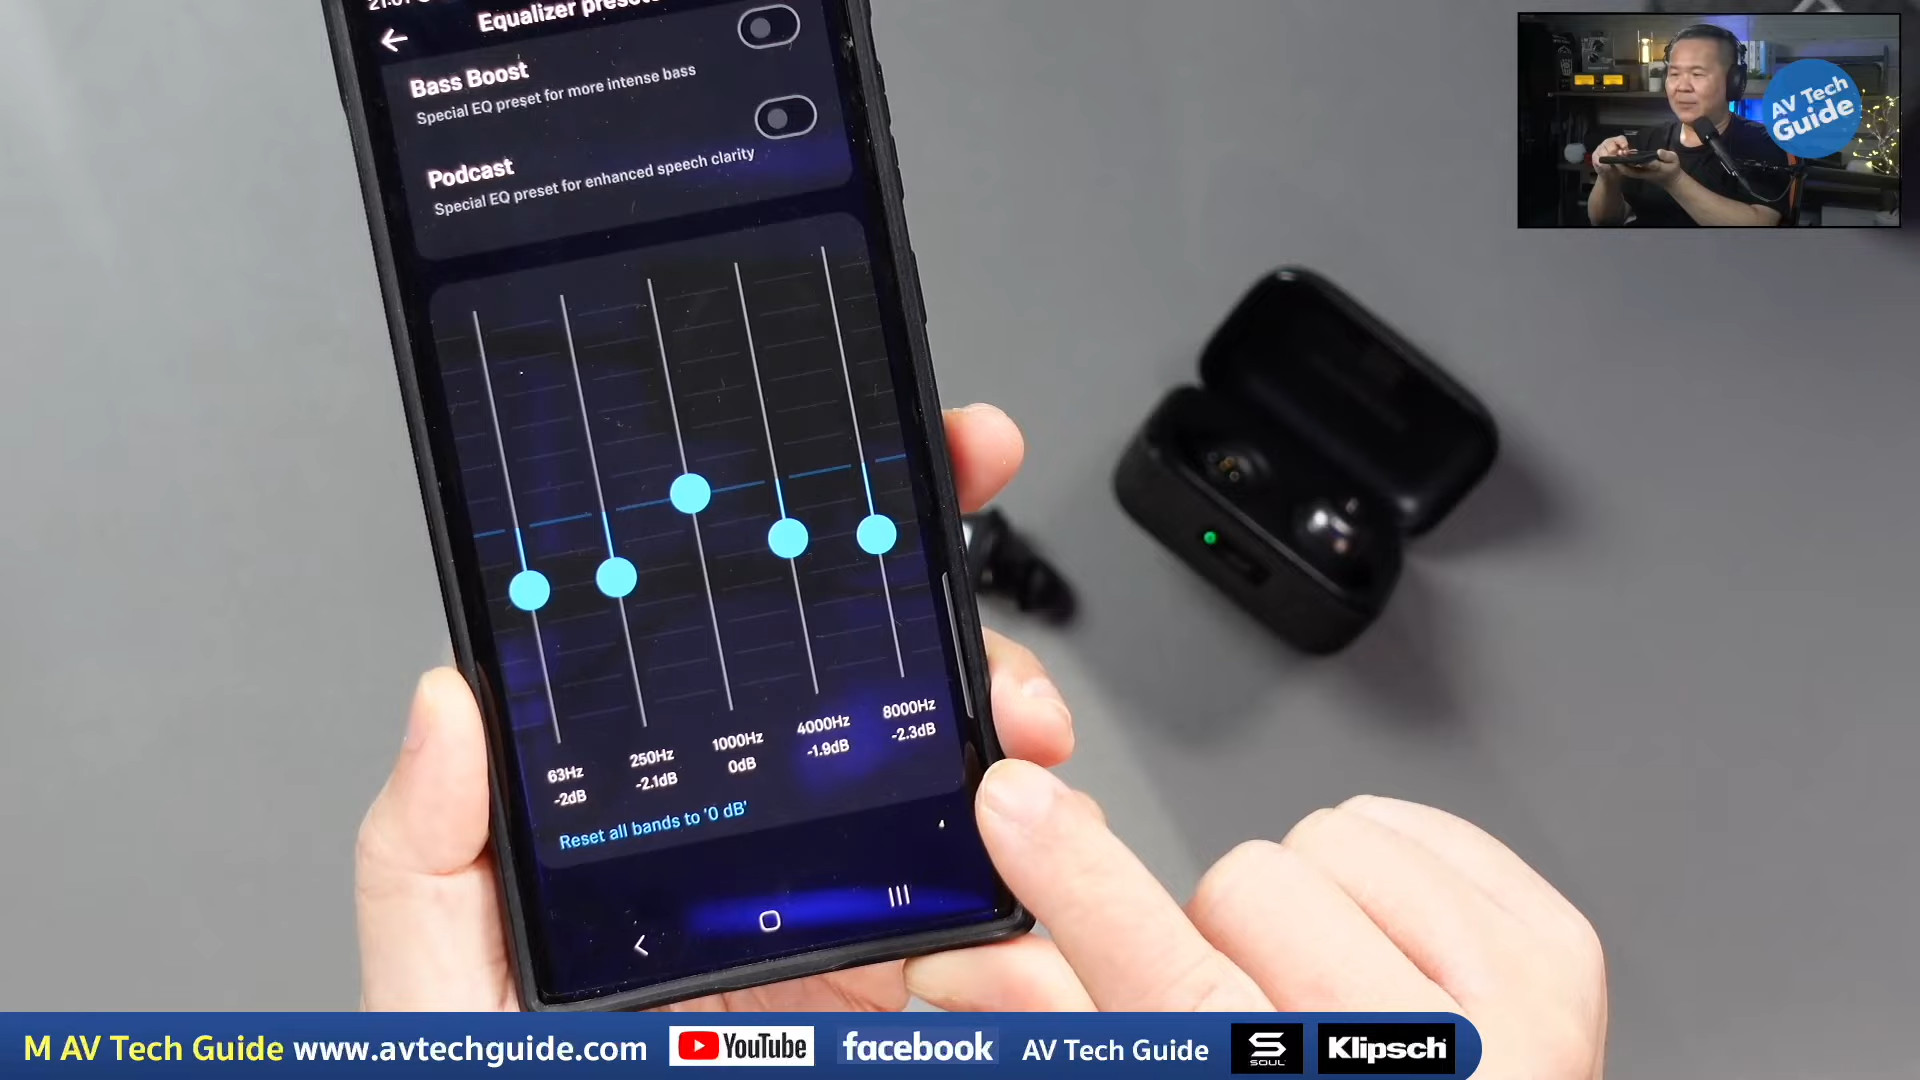 Equalizer
Bass Boost
Special EQ preset for more intense bass
Podcast
Special EQ preset for enhanced speech clarity
63Hz 250Hz 1000Hz 4000Hz 8000Hz
-2dB -2.1dB 0dB -1.9dB -2.3dB
Reset all bands to '0 dB'
AV Tech
Guide
M AV Tech Guide www.avtechguide.com YouTube facebook AV Tech Guide SOUL Klipsch